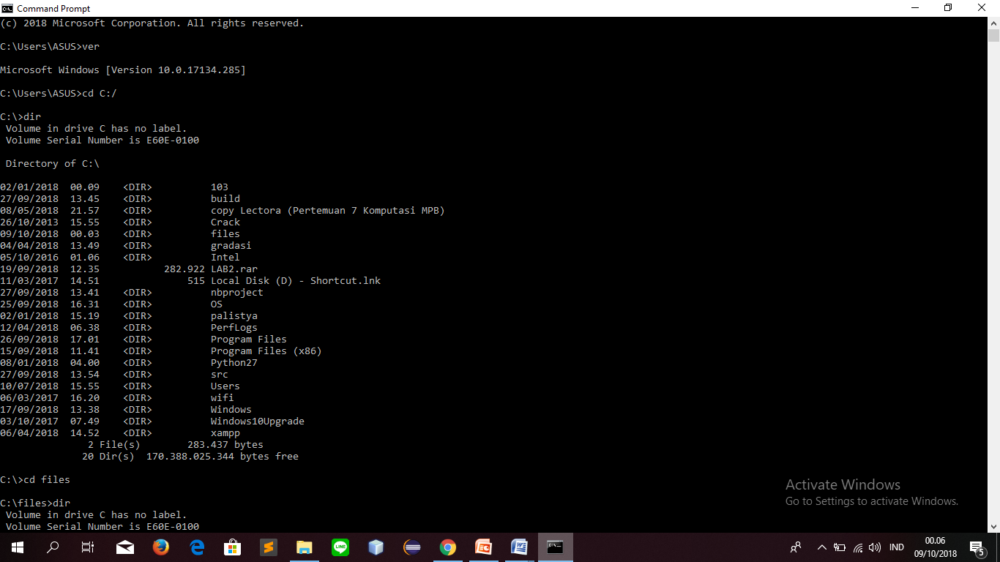 Command Prompt
(c) 2018 Microsoft Corporation. All rights reserved.
C:\Users\ASUS>ver
Microsoft Windows [Version 10.0.17134.285]
C:\Users\ASUS>cd C:/
C:\>dir
 Volume in drive C has no label.
 Volume Serial Number is E60E-0100
 Directory of C:\
02/01/2018  00.09    <DIR>          103
27/09/2018  13.45    <DIR>          build
08/05/2018  21.57    <DIR>          copy Lectora (Pertemuan 7 Komputasi MPB)
26/10/2013  15.55    <DIR>          Crack
09/10/2018  00.03    <DIR>          files
04/04/2018  13.49    <DIR>          gradasi
05/10/2016  01.06    <DIR>          Intel
19/09/2018  12.35           282.922 LAB2.rar
11/03/2017  14.51               515 Local Disk (D) - Shortcut.lnk
27/09/2018  13.41    <DIR>          nbproject
25/09/2018  16.31    <DIR>          OS
02/01/2018  15.19    <DIR>          palistya
12/04/2018  06.38    <DIR>          PerfLogs
26/09/2018  17.01    <DIR>          Program Files
15/09/2018  11.41    <DIR>          Program Files (x86)
08/01/2018  04.00    <DIR>          Python27
27/09/2018  13.54    <DIR>          src
10/07/2018  15.55    <DIR>          Users
06/03/2017  16.20    <DIR>          wifi
17/09/2018  13.38    <DIR>          Windows
03/10/2017  07.49    <DIR>          Windows10Upgrade
06/04/2018  14.52    <DIR>          xampp
               2 File(s)        283.437 bytes
              20 Dir(s)  170.388.025.344 bytes free
C:\>cd files
C:\files>dir
 Volume in drive C has no label.
 Volume Serial Number is E60E-0100
Activate Windows
Go to Settings to activate Windows.
LINE
IND
00.06
09/10/2018
5